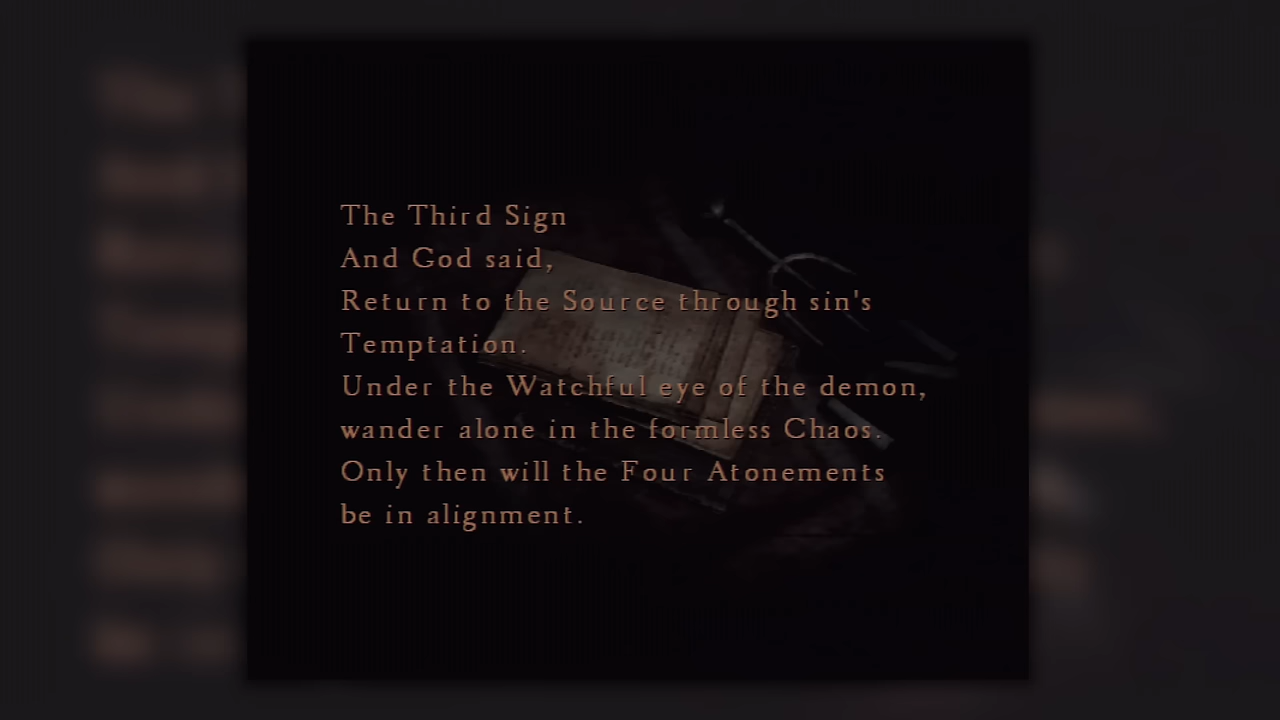 The Third Sign
And God said,
Return to the Source through sin's
Temptation.
Under the Watchful eye of the demon,
wander alone in the formless Chaos.
Only then will the Four Atonements
be in alignment.